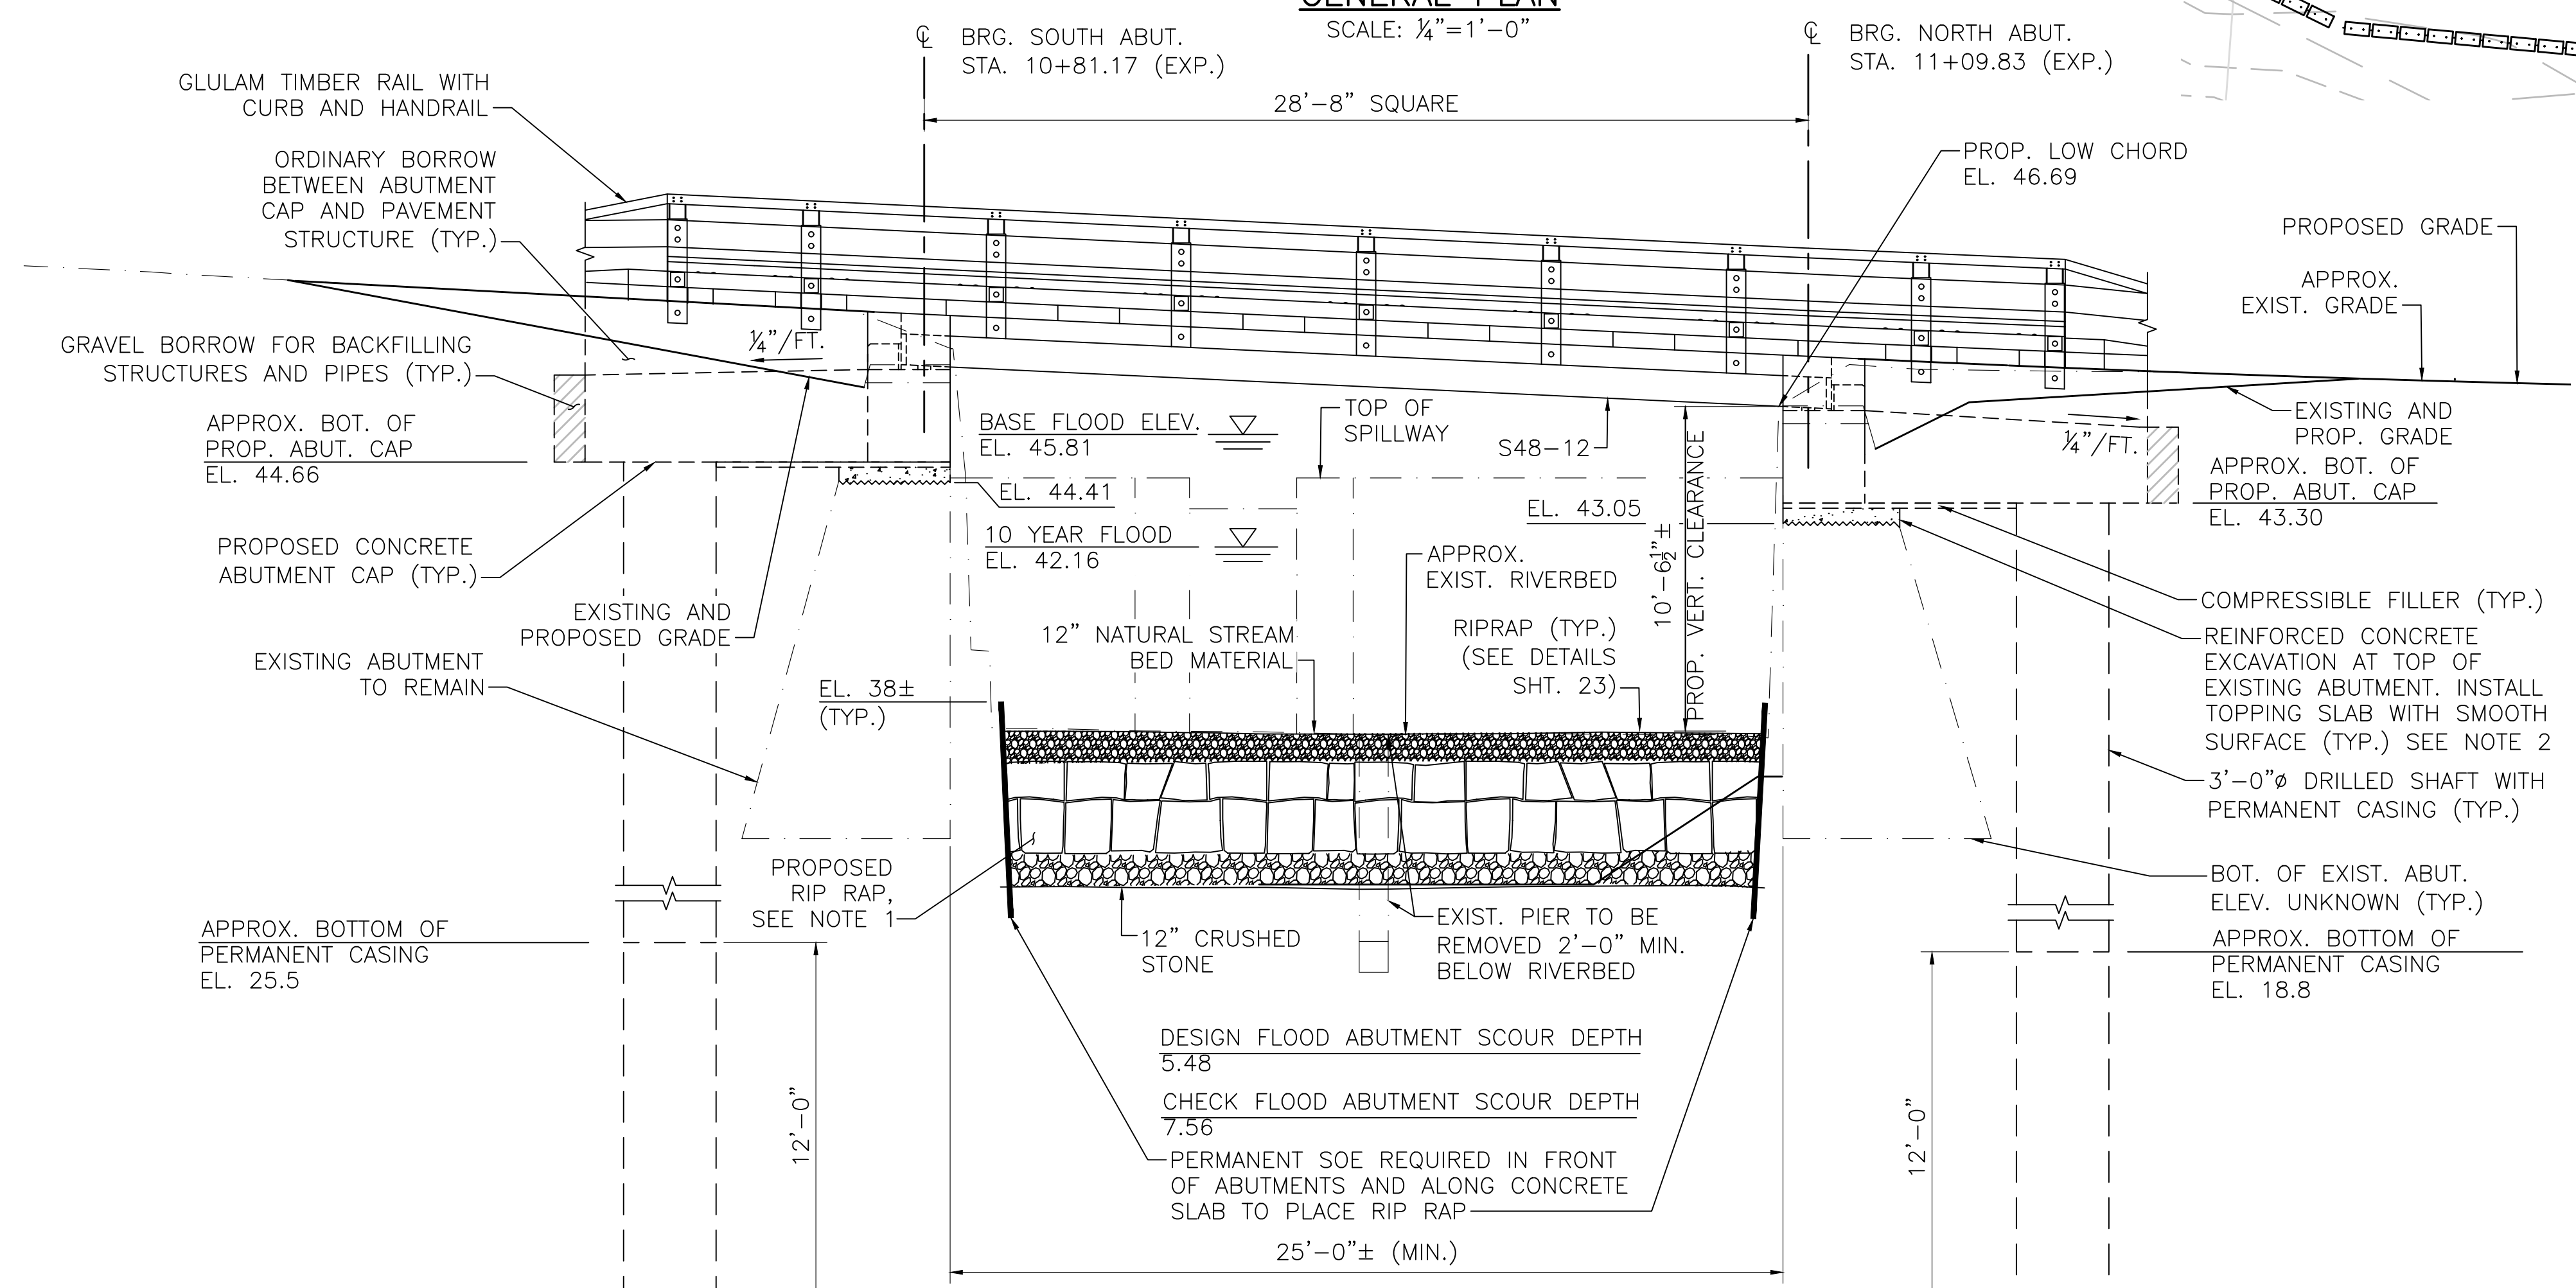 GENERAL PLAN
SCALE: ¼"=1'-0"
℄ BRG. SOUTH ABUT.
STA. 10+81.17 (EXP.)
℄ BRG. NORTH ABUT.
STA. 11+09.83 (EXP.)
28'-8" SQUARE
GLULAM TIMBER RAIL WITH
CURB AND HANDRAIL
ORDINARY BORROW
BETWEEN ABUTMENT
CAP AND PAVEMENT
STRUCTURE (TYP.)
GRAVEL BORROW FOR BACKFILLING
STRUCTURES AND PIPES (TYP.)
¼"/FT.
APPROX. BOT. OF
PROP. ABUT. CAP
EL. 44.66
PROPOSED CONCRETE
ABUTMENT CAP (TYP.)
EXISTING AND
PROPOSED GRADE
EXISTING ABUTMENT
TO REMAIN
EL. 38±
(TYP.)
PROPOSED
RIP RAP,
SEE NOTE 1
APPROX. BOTTOM OF
PERMANENT CASING
EL. 25.5
12'-0"
BASE FLOOD ELEV.
EL. 45.81
EL. 44.41
10 YEAR FLOOD
EL. 42.16
12" NATURAL STREAM
BED MATERIAL
TOP OF
SPILLWAY
S48-12
EL. 43.05
APPROX.
EXIST. RIVERBED
RIPRAP (TYP.)
(SEE DETAILS
SHT. 23)
10'-6½"±
PROP. VERT. CLEARANCE
12" CRUSHED
STONE
EXIST. PIER TO BE
REMOVED 2'-0" MIN.
BELOW RIVERBED
DESIGN FLOOD ABUTMENT SCOUR DEPTH
5.48
CHECK FLOOD ABUTMENT SCOUR DEPTH
7.56
PERMANENT SOE REQUIRED IN FRONT
OF ABUTMENTS AND ALONG CONCRETE
SLAB TO PLACE RIP RAP
25'-0"± (MIN.)
PROP. LOW CHORD
EL. 46.69
PROPOSED GRADE
APPROX.
EXIST. GRADE
EXISTING AND
PROP. GRADE
¼"/FT.
APPROX. BOT. OF
PROP. ABUT. CAP
EL. 43.30
COMPRESSIBLE FILLER (TYP.)
REINFORCED CONCRETE
EXCAVATION AT TOP OF
EXISTING ABUTMENT. INSTALL
TOPPING SLAB WITH SMOOTH
SURFACE (TYP.) SEE NOTE 2
3'-0"ø DRILLED SHAFT WITH
PERMANENT CASING (TYP.)
BOT. OF EXIST. ABUT.
ELEV. UNKNOWN (TYP.)
APPROX. BOTTOM OF
PERMANENT CASING
EL. 18.8
12'-0"